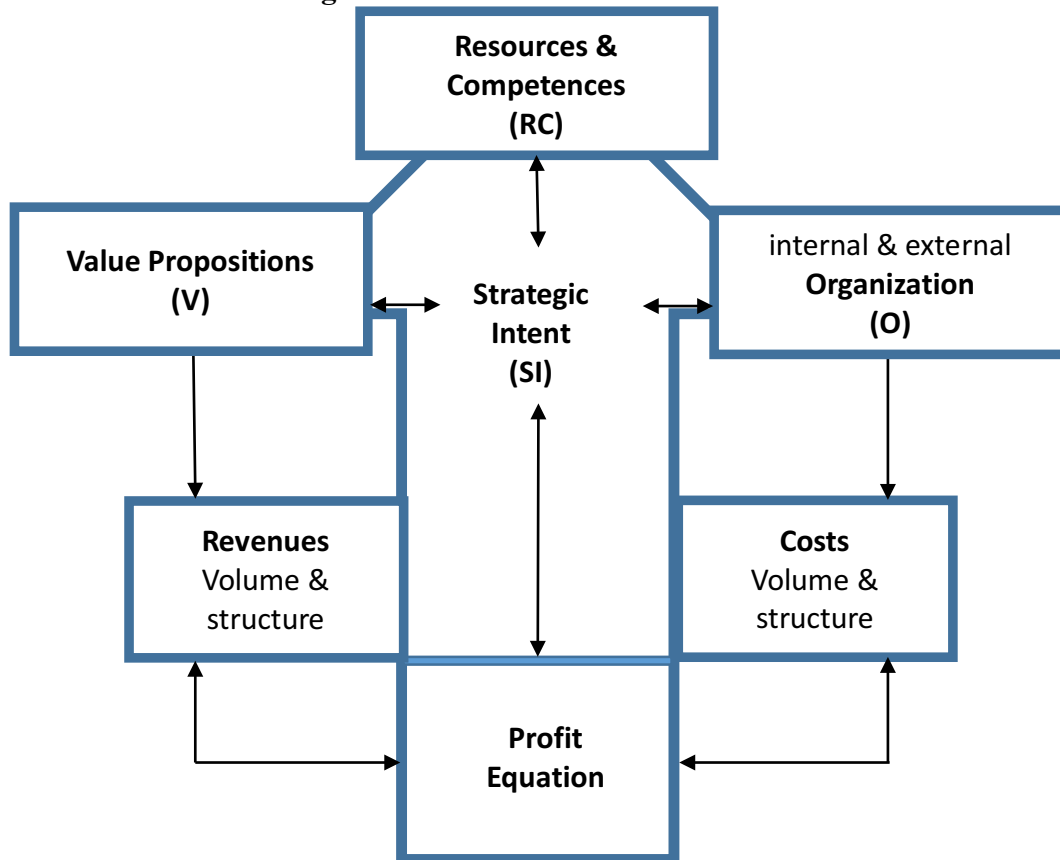 Resources &
Competences
(RC)
Value Propositions
(V)
Strategic
Intent
(SI)
internal & external
Organization
(O)
Revenues
Volume &
structure
Costs
Volume &
structure
Profit
Equation